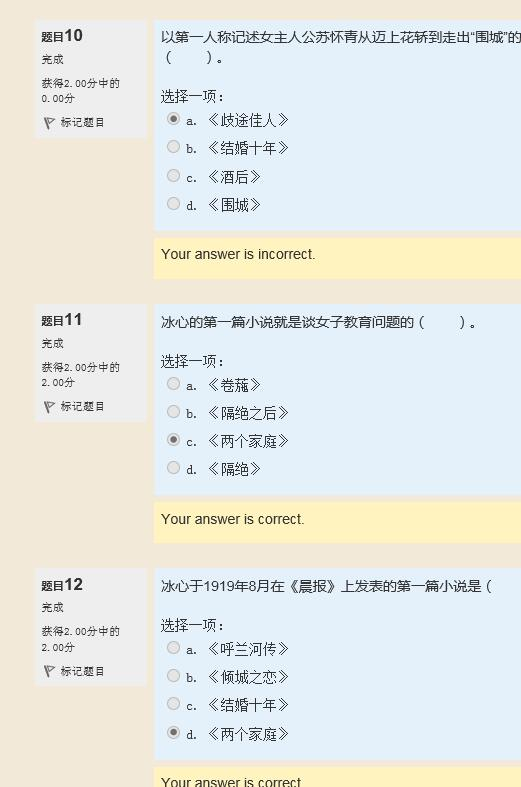 题目10
完成
获得2.00分中的
0.00分
标记题目
以第一人称记述女主人公苏怀青从迈上花轿到走出“围城”的
（　　）。
选择一项：
a. 《歧途佳人》
b. 《结婚十年》
c. 《酒后》
d. 《围城》
Your answer is incorrect.
题目11
完成
获得2.00分中的
2.00分
标记题目
冰心的第一篇小说就是谈女子教育问题的（　　）。
选择一项：
a. 《卷葹》
b. 《隔绝之后》
c. 《两个家庭》
d. 《隔绝》
Your answer is correct.
题目12
完成
获得2.00分中的
2.00分
标记题目
冰心于1919年8月在《晨报》上发表的第一篇小说是（
选择一项：
a. 《呼兰河传》
b. 《倾城之恋》
c. 《结婚十年》
d. 《两个家庭》
Your answer is correct